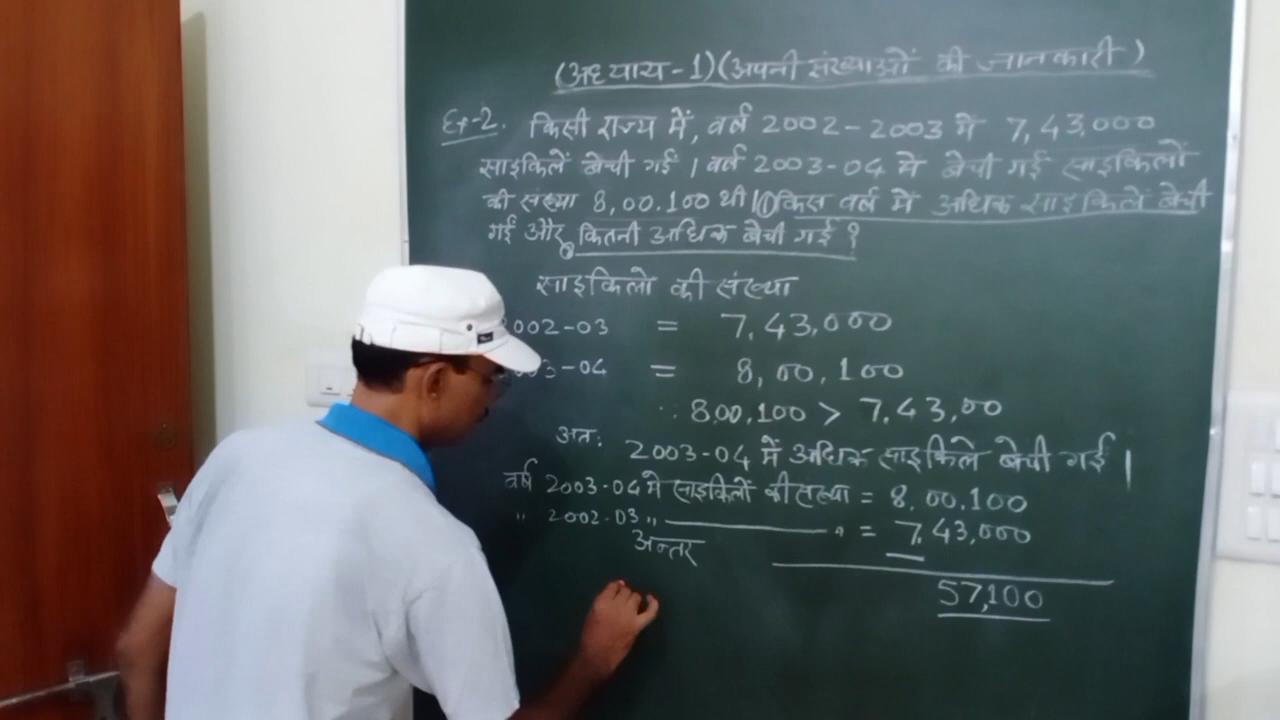 (अध्याय-1)(अपनी संख्याओं की जानकारी)
Ex-2. किसी राज्य में, वर्ष 2002-2003 में 7,43,000
साइकिलें बेची गई । वर्ष 2003-04 मे बेची गई साइकिलों
की संख्या 8,00,100 थी । ① किस वर्ष में अधिक साइकिलें बेची
गई और कितनी अधिक बेची गई ?
साइकिलो की संख्या
002-03 = 7,43,000
3-04 = 8,00,100
∵ 8,00,100 > 7,43,00
अतः 2003-04 में अधिक साइकिले बेची गई |
वर्ष 2003-04 मे साइकिलों की संख्या = 8,00,100
" 2002-03 " ———— " = 7,43,000
अन्तर 57,100